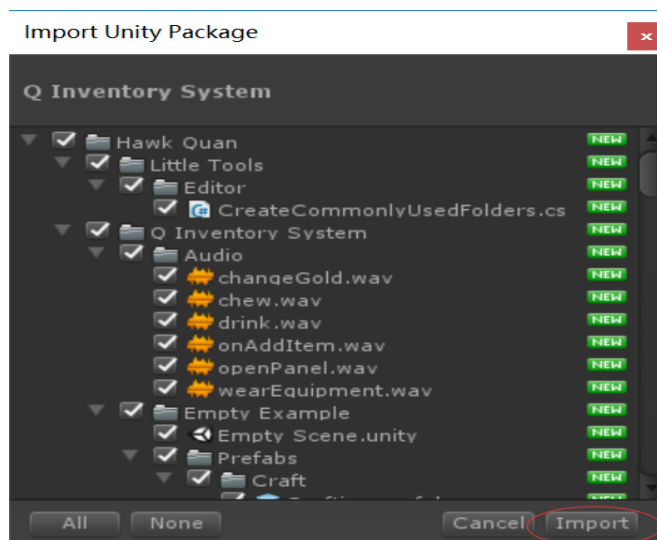 Import Unity Package
x
Q Inventory System
Hawk Quan NEW
Little Tools NEW
Editor NEW
CreateCommonlyUsedFolders.cs NEW
Q Inventory System NEW
Audio NEW
changeGold.wav NEW
chew.wav NEW
drink.wav NEW
onAddItem.wav NEW
openPanel.wav NEW
wearEquipment.wav NEW
Empty Example NEW
Empty Scene.unity NEW
Prefabs NEW
Craft NEW
All None Cancel Import